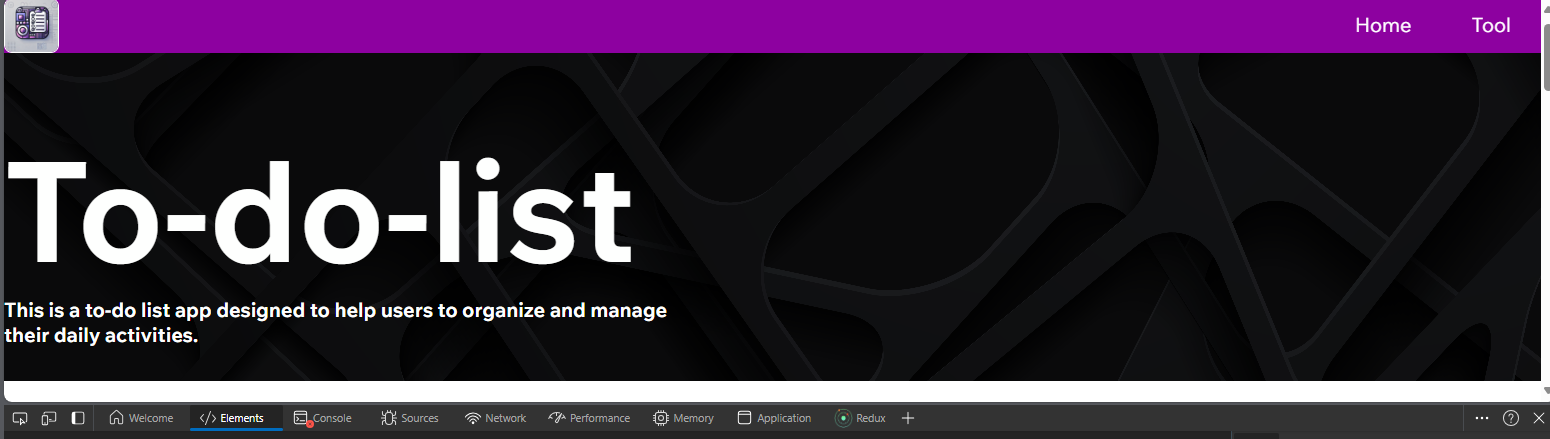 Home Tool
To-do-list
This is a to-do list app designed to help users to organize and manage
their daily activities.
Welcome Elements Console Sources Network Performance Memory Application Redux